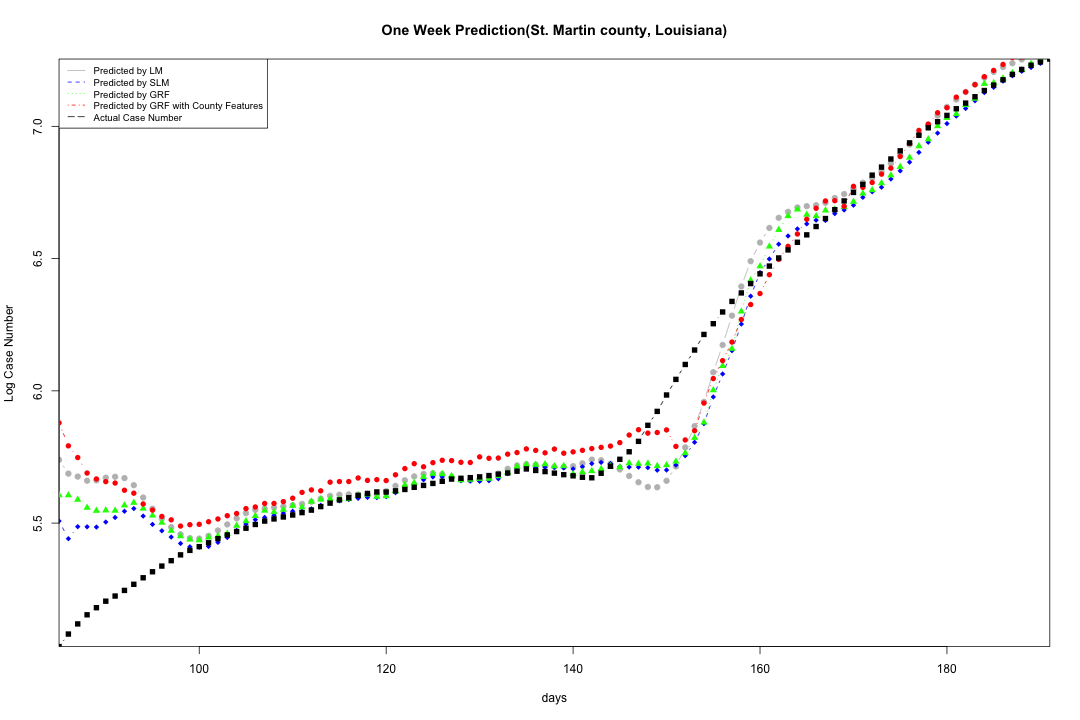 One Week Prediction(St. Martin county, Louisiana)
Predicted by LM
Predicted by SLM
Predicted by GRF
Predicted by GRF with County Features
Actual Case Number
7.0
6.5
6.0
5.5
Log Case Number
100 120 140 160 180
days